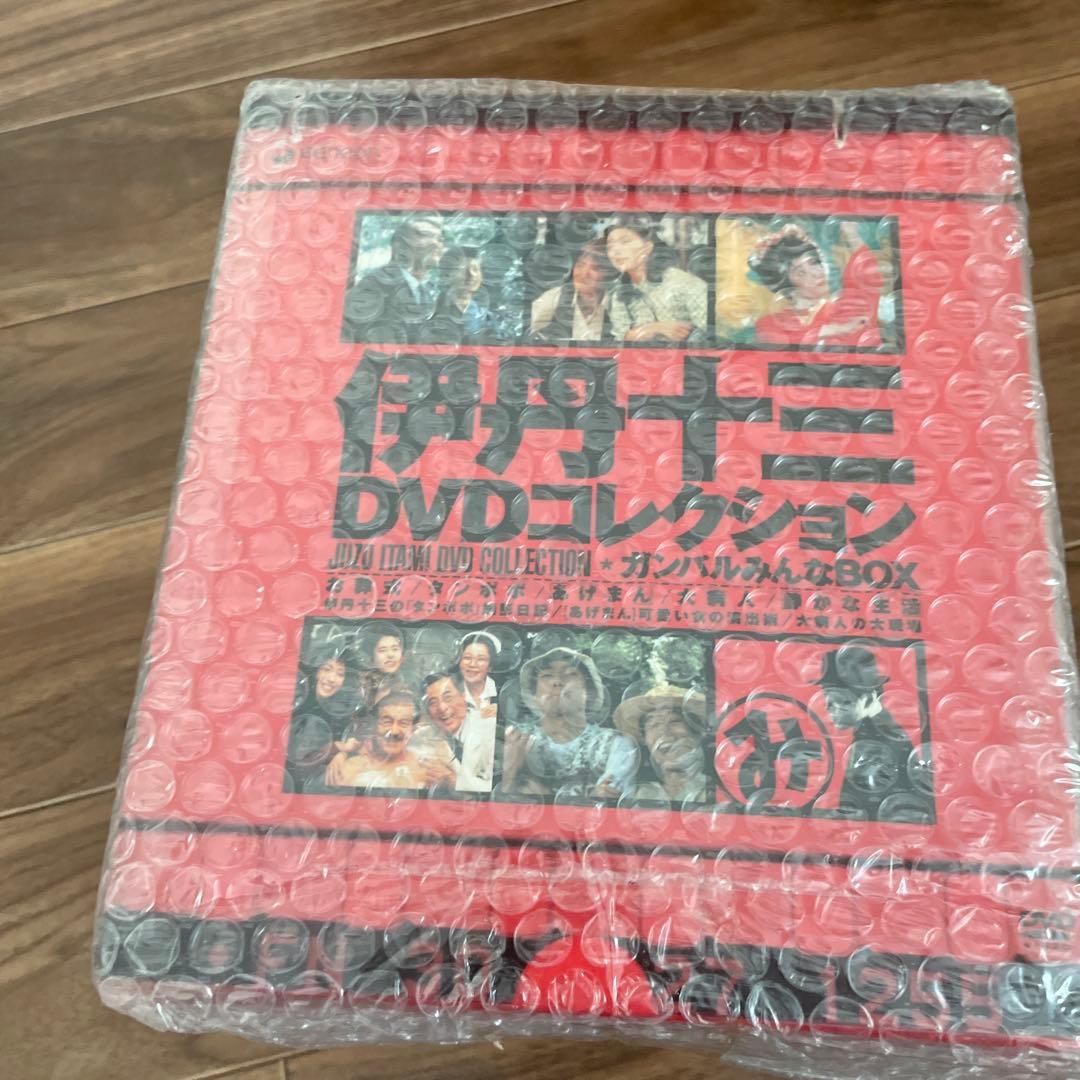 伊丹十三
DVDコレクション
JUZO ITAMI DVD COLLECTION ★ ガンバルみんなBOX
お葬式/タンポポ/あげまん/大病人/静かな生活
伊丹十三の「タンポポ」撮影日記/[あげまん]可愛い女の演出術/大病人の大現場